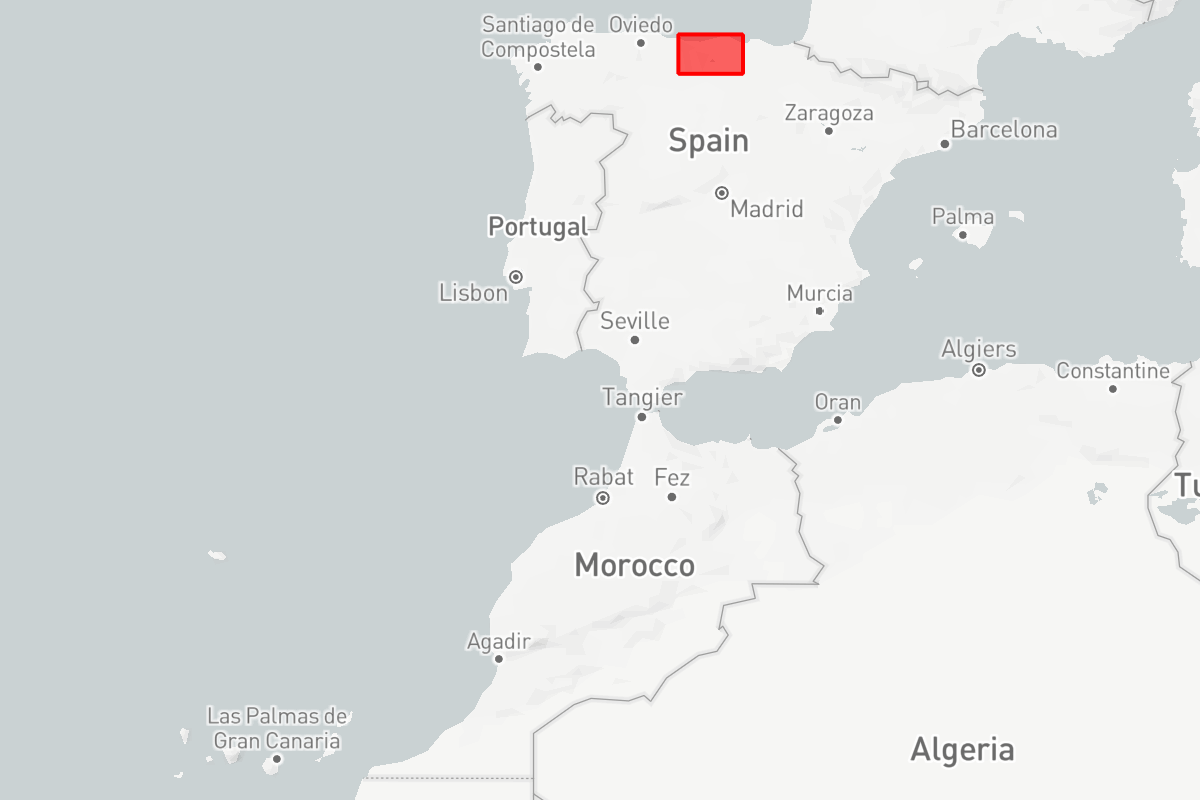 Santiago de
Compostela
Oviedo
Zaragoza
Barcelona
Spain
Madrid
Palma
Portugal
Lisbon
Murcia
Seville
Algiers
Constantine
Tangier
Oran
Rabat
Fez
Tu
Morocco
Agadir
Las Palmas de
Gran Canaria
Algeria